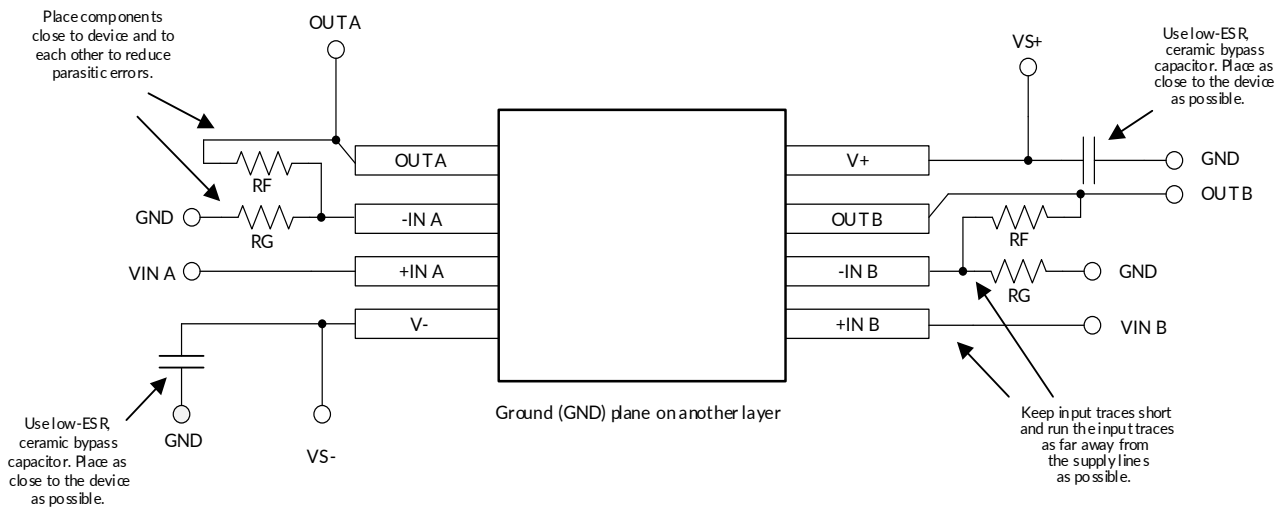 Place components
close to device and to
each other to reduce
parasitic errors.
OUT A
VS+
Use low-ESR,
ceramic bypass
capacitor. Place as
close to the device
as possible.
OUT A
V+
GND
RF
OUT B
GND
-IN A
OUT B
RF
RG
VIN A
+IN A
-IN B
GND
RG
V-
+IN B
VIN B
Ground (GND) plane on another layer
Use low-ESR,
ceramic bypass
capacitor. Place as
close to the device
as possible.
GND
VS-
Keep input traces short
and run the input traces
as far away from
the supply lines
as possible.